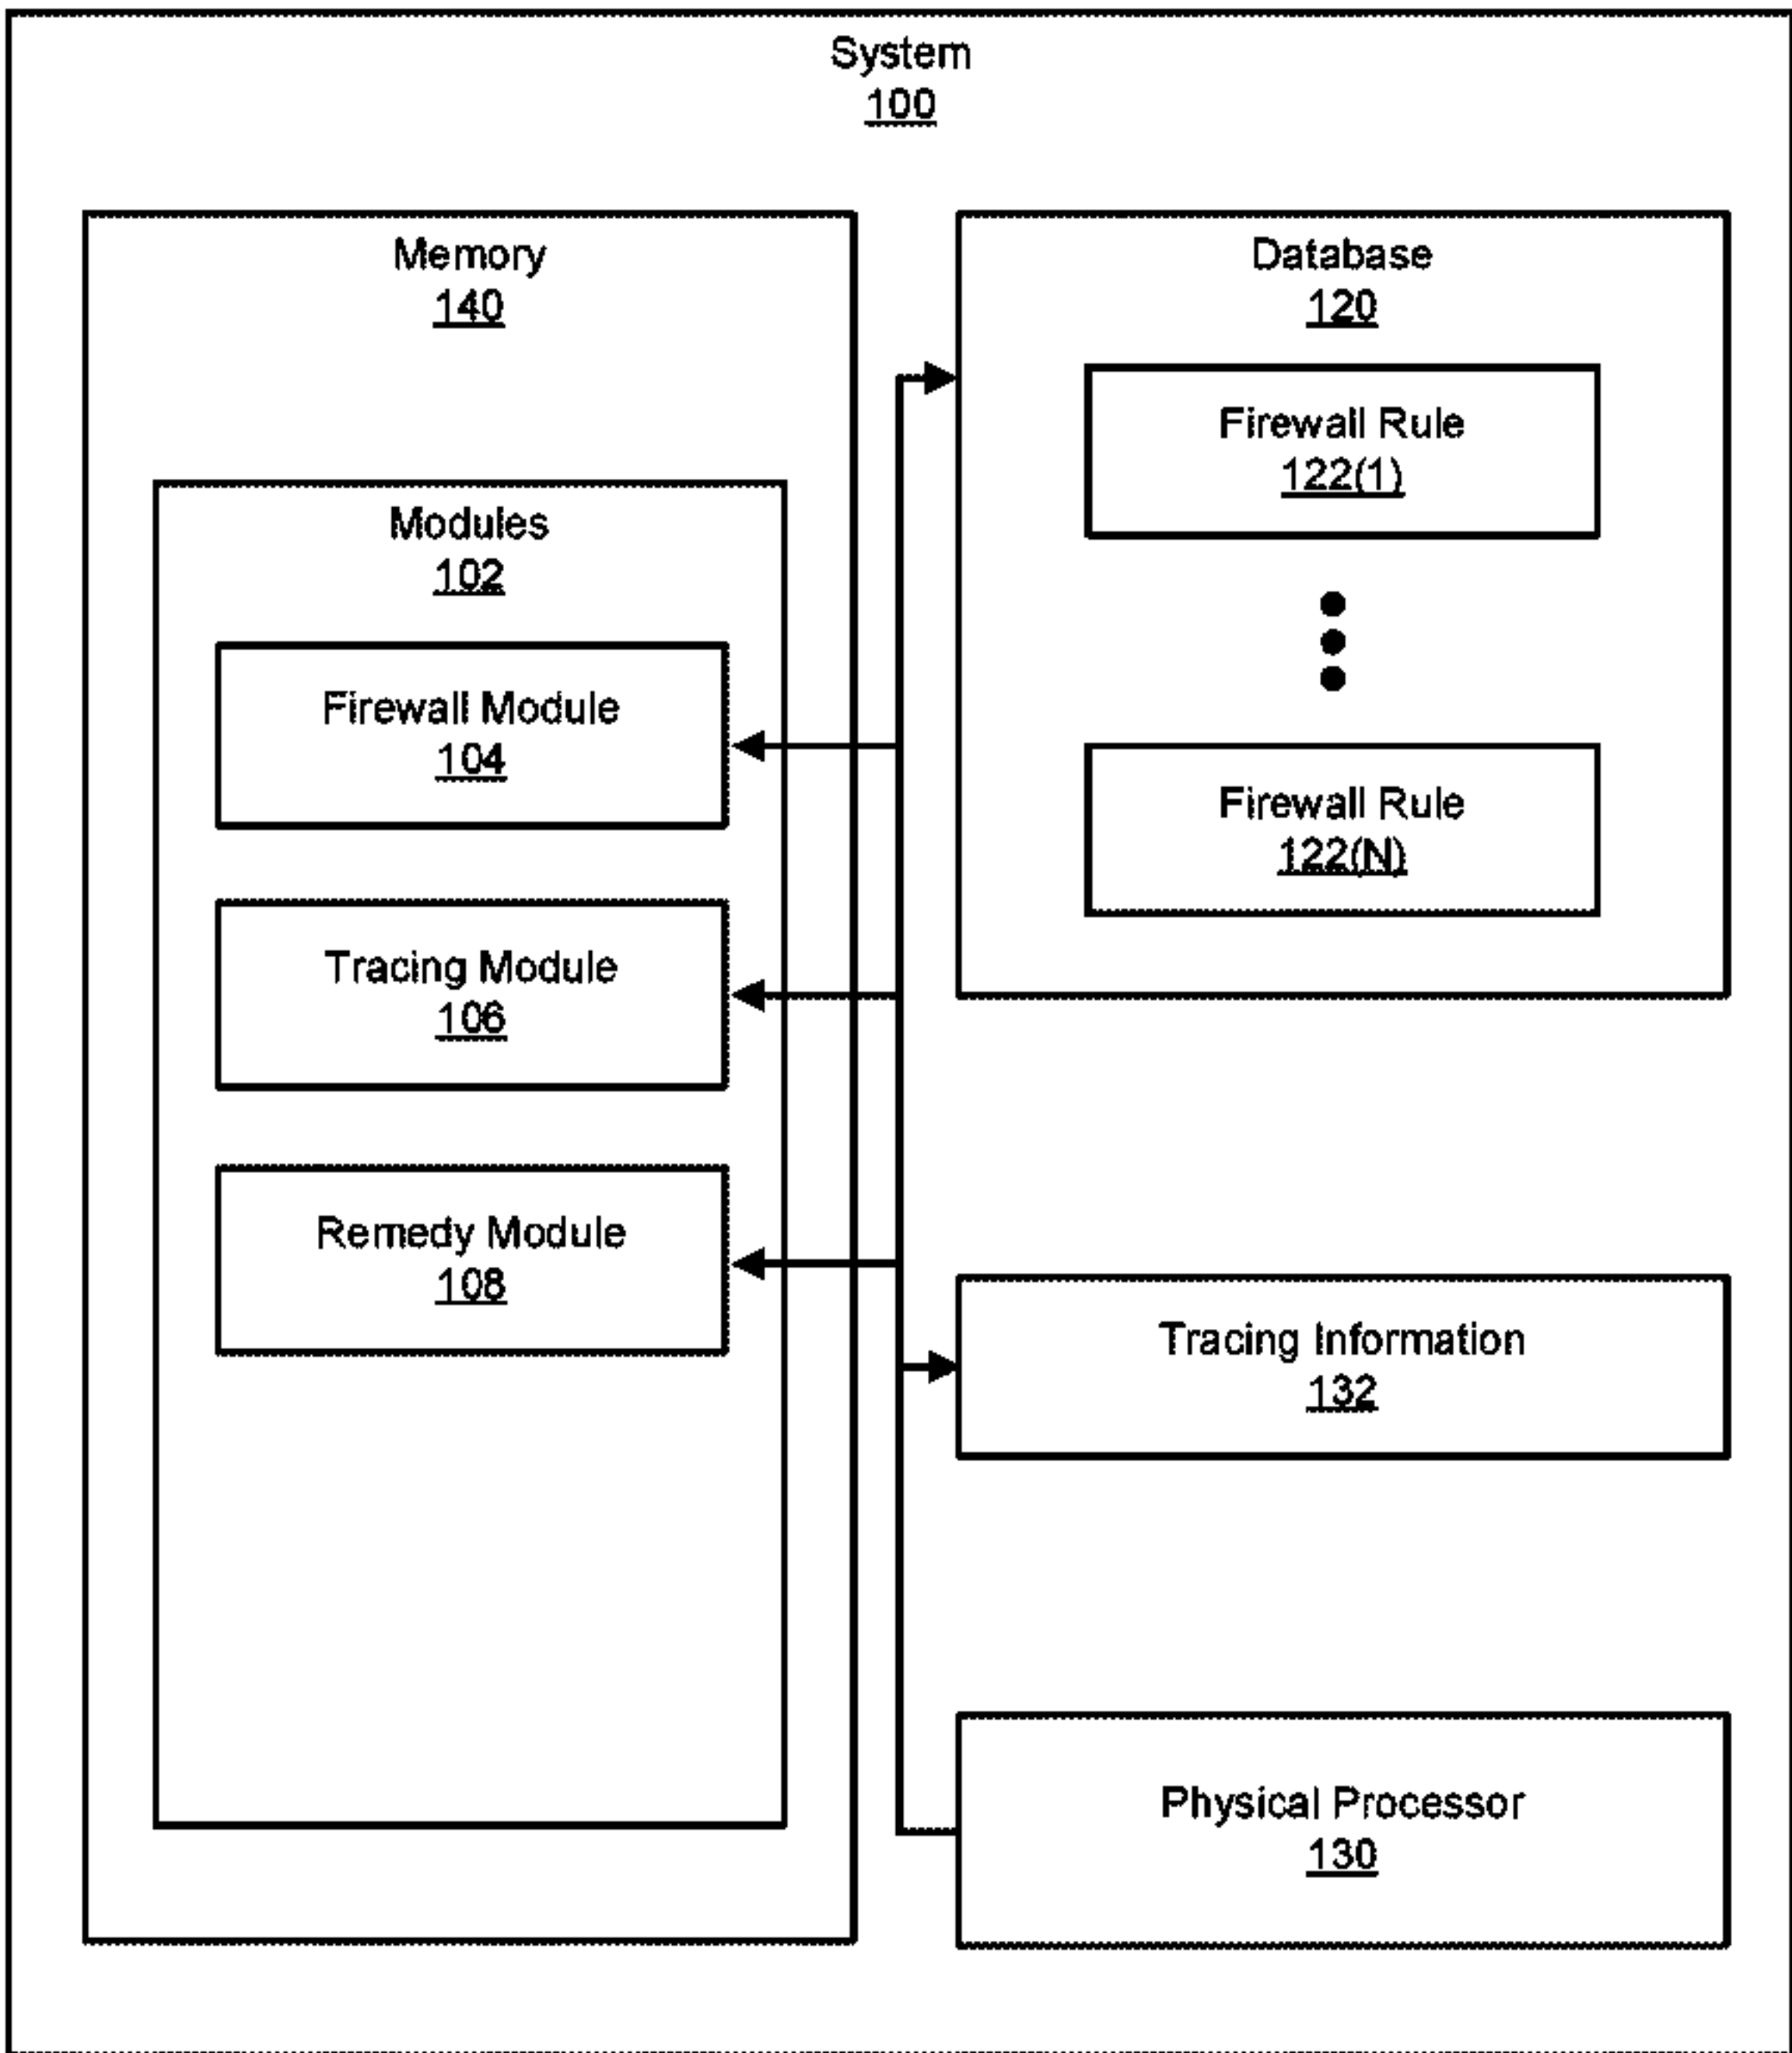 System
100
Memory
140
Modules
102
Firewall Module
104
Tracing Module
106
Remedy Module
108
Database
120
Firewall Rule
122(1)
Firewall Rule
122(N)
Tracing Information
132
Physical Processor
130